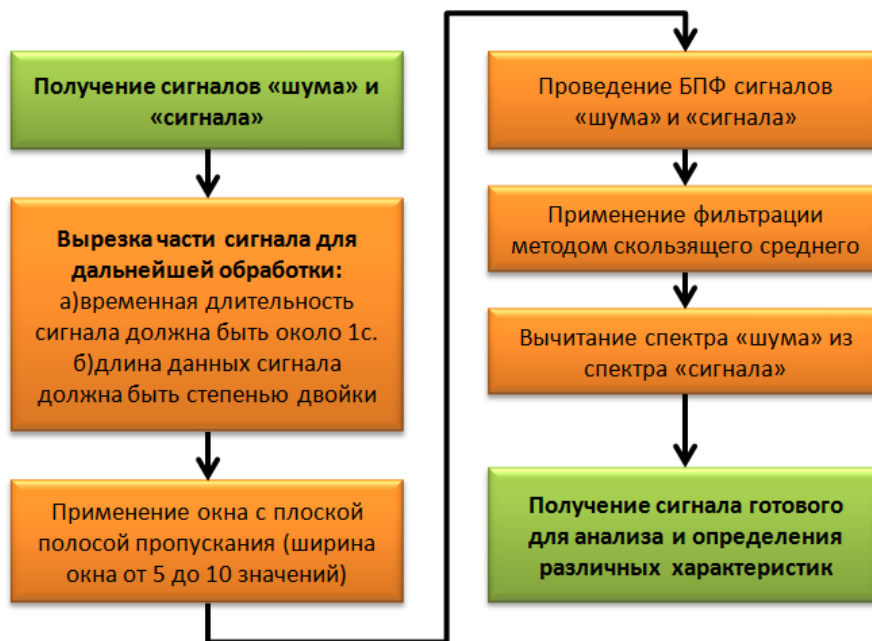 Получение сигналов «шума» и
«сигнала»
Вырезка части сигнала для
дальнейшей обработки:
а)временная длительность
сигнала должна быть около 1с.
б)длина данных сигнала
должна быть степенью двойки
Применение окна с плоской
полосой пропускания (ширина
окна от 5 до 10 значений)
Проведение БПФ сигналов
«шума» и «сигнала»
Применение фильтрации
методом скользящего среднего
Вычитание спектра «шума» из
спектра «сигнала»
Получение сигнала готового
для анализа и определения
различных характеристик